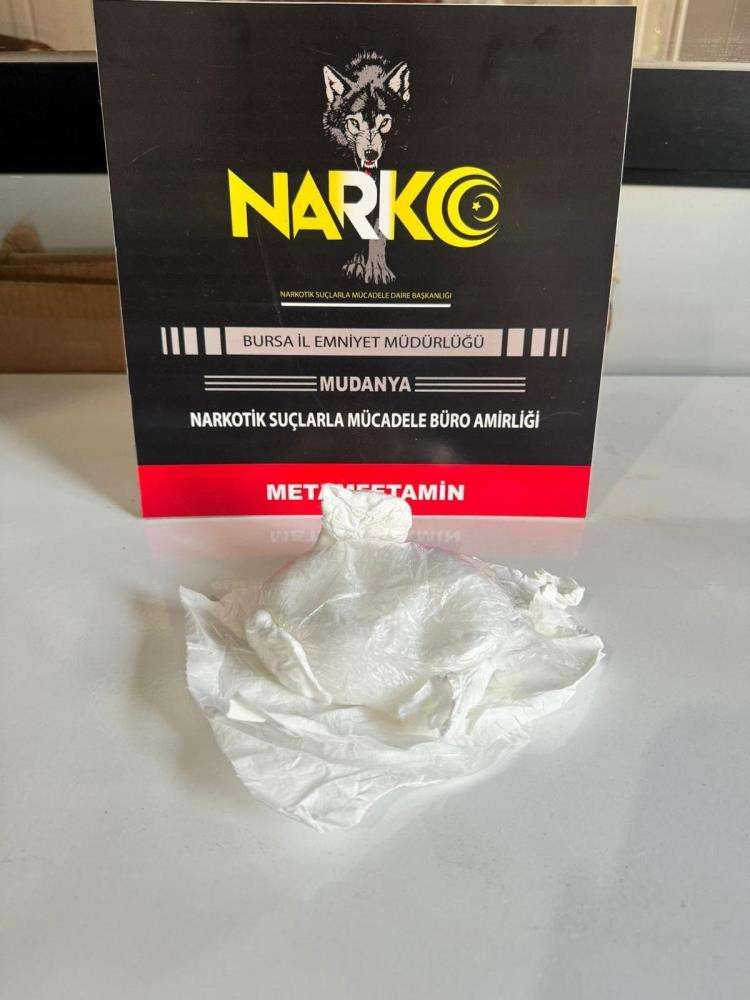 NARKO
NARKOTİK SUÇLARLA MÜCADELE DAİRE BAŞKANLIĞI
BURSA İL EMNİYET MÜDÜRLÜĞÜ
MUDANYA
NARKOTİK SUÇLARLA MÜCADELE BÜRO AMİRLİĞİ
METAMFETAMİN